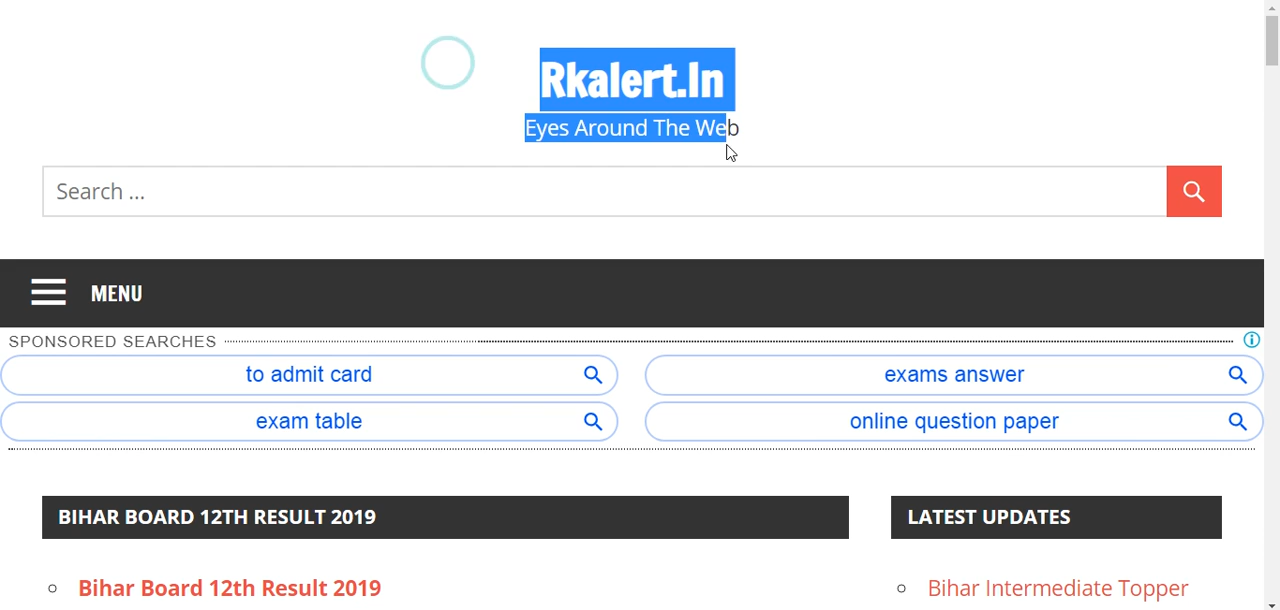 Rkalert.In
Eyes Around The Web
Search ...
MENU
SPONSORED SEARCHES
to admit card
exams answer
exam table
online question paper
BIHAR BOARD 12TH RESULT 2019
LATEST UPDATES
Bihar Board 12th Result 2019
Bihar Intermediate Topper